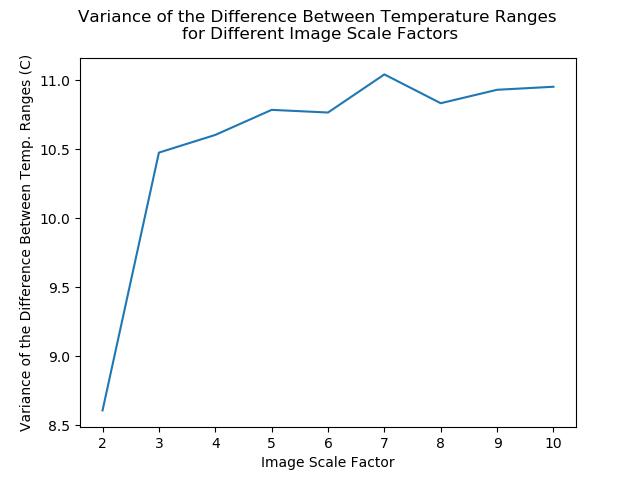 Variance of the Difference Between Temperature Ranges
for Different Image Scale Factors
Variance of the Difference Between Temp. Ranges (C)
11.0
10.5
10.0
9.5
9.0
8.5
2 3 4 5 6 7 8 9 10
Image Scale Factor